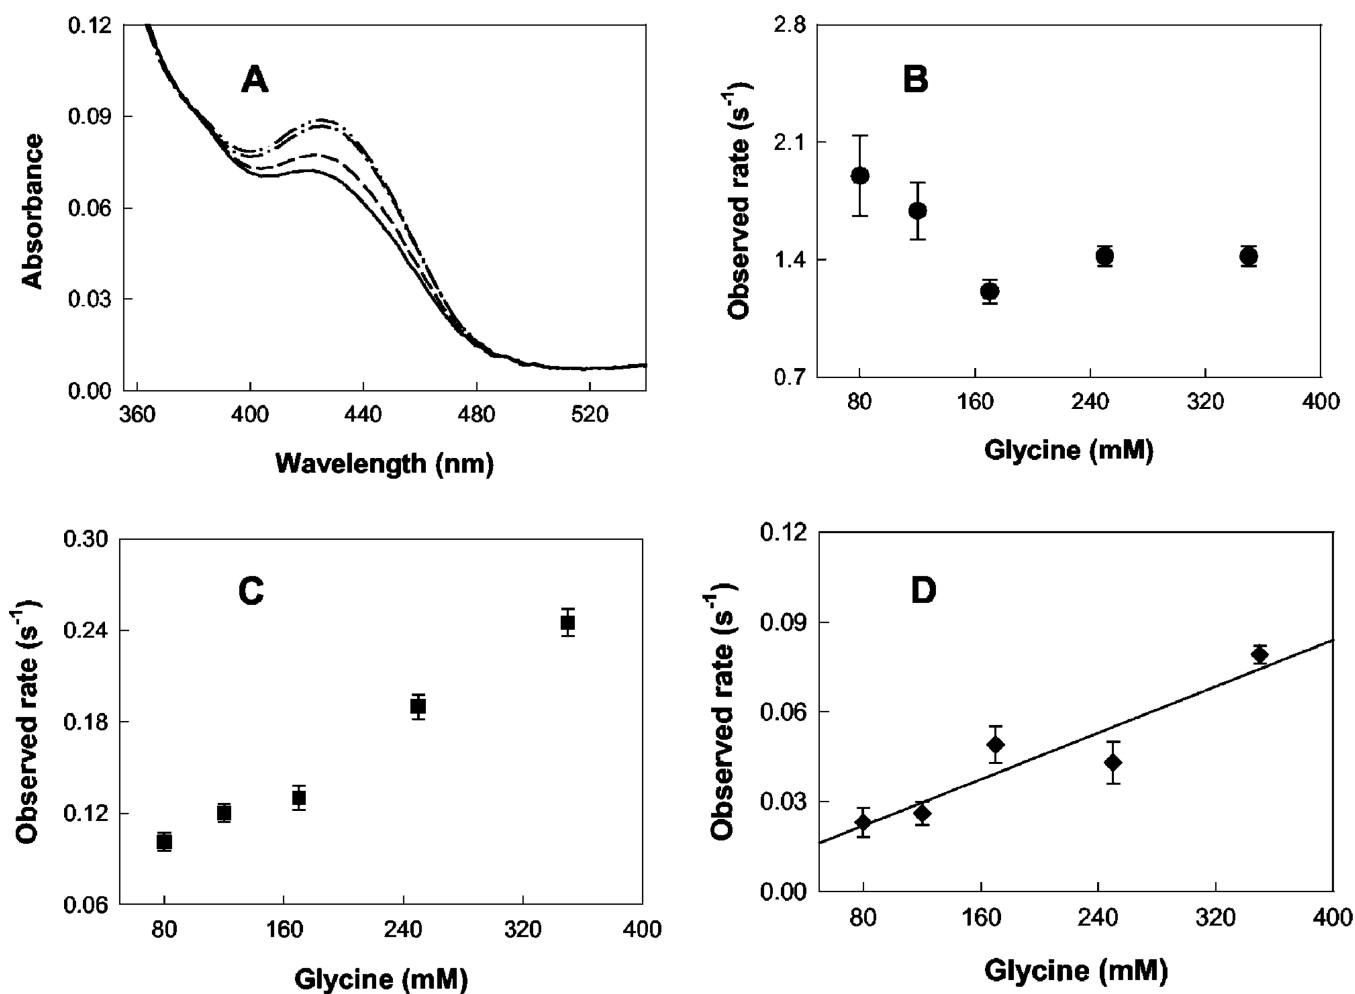 A
0.12
0.09
0.06
0.03
0.00
Absorbance
360 400 440 480 520
Wavelength (nm)
B
2.8
2.1
1.4
0.7
Observed rate (s⁻¹)
80 160 240 320 400
Glycine (mM)
C
0.30
0.24
0.18
0.12
0.06
Observed rate (s⁻¹)
80 160 240 320 400
Glycine (mM)
D
0.12
0.09
0.06
0.03
0.00
Observed rate (s⁻¹)
80 160 240 320 400
Glycine (mM)